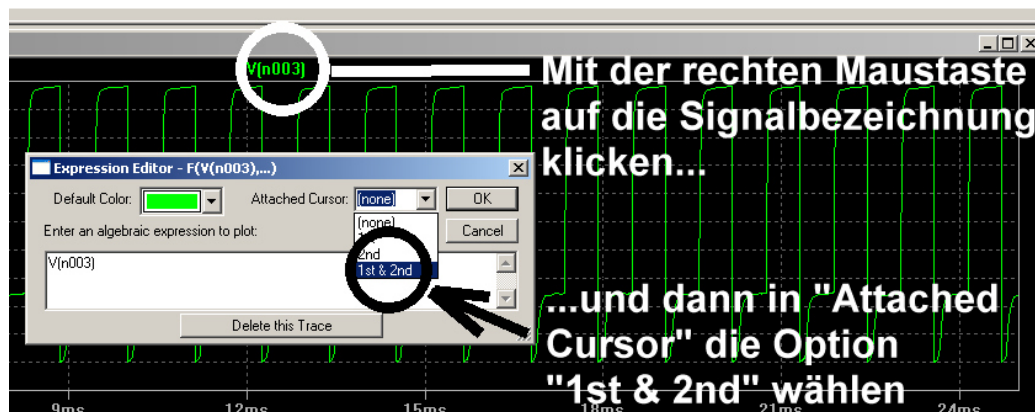 V(n003)
Mit der rechten Maustaste
auf die Signalbezeichnung
klicken...
Expression Editor - F(V(n003),...)
Default Color:
Attached Cursor:
(none)
OK
(none)
Enter an algebraic expression to plot:
Cancel
2nd
V(n003)
1st & 2nd
Delete this Trace
...und dann in "Attached
Cursor" die Option
"1st & 2nd" wählen
9ms
12ms
15ms
18ms
21ms
24ms